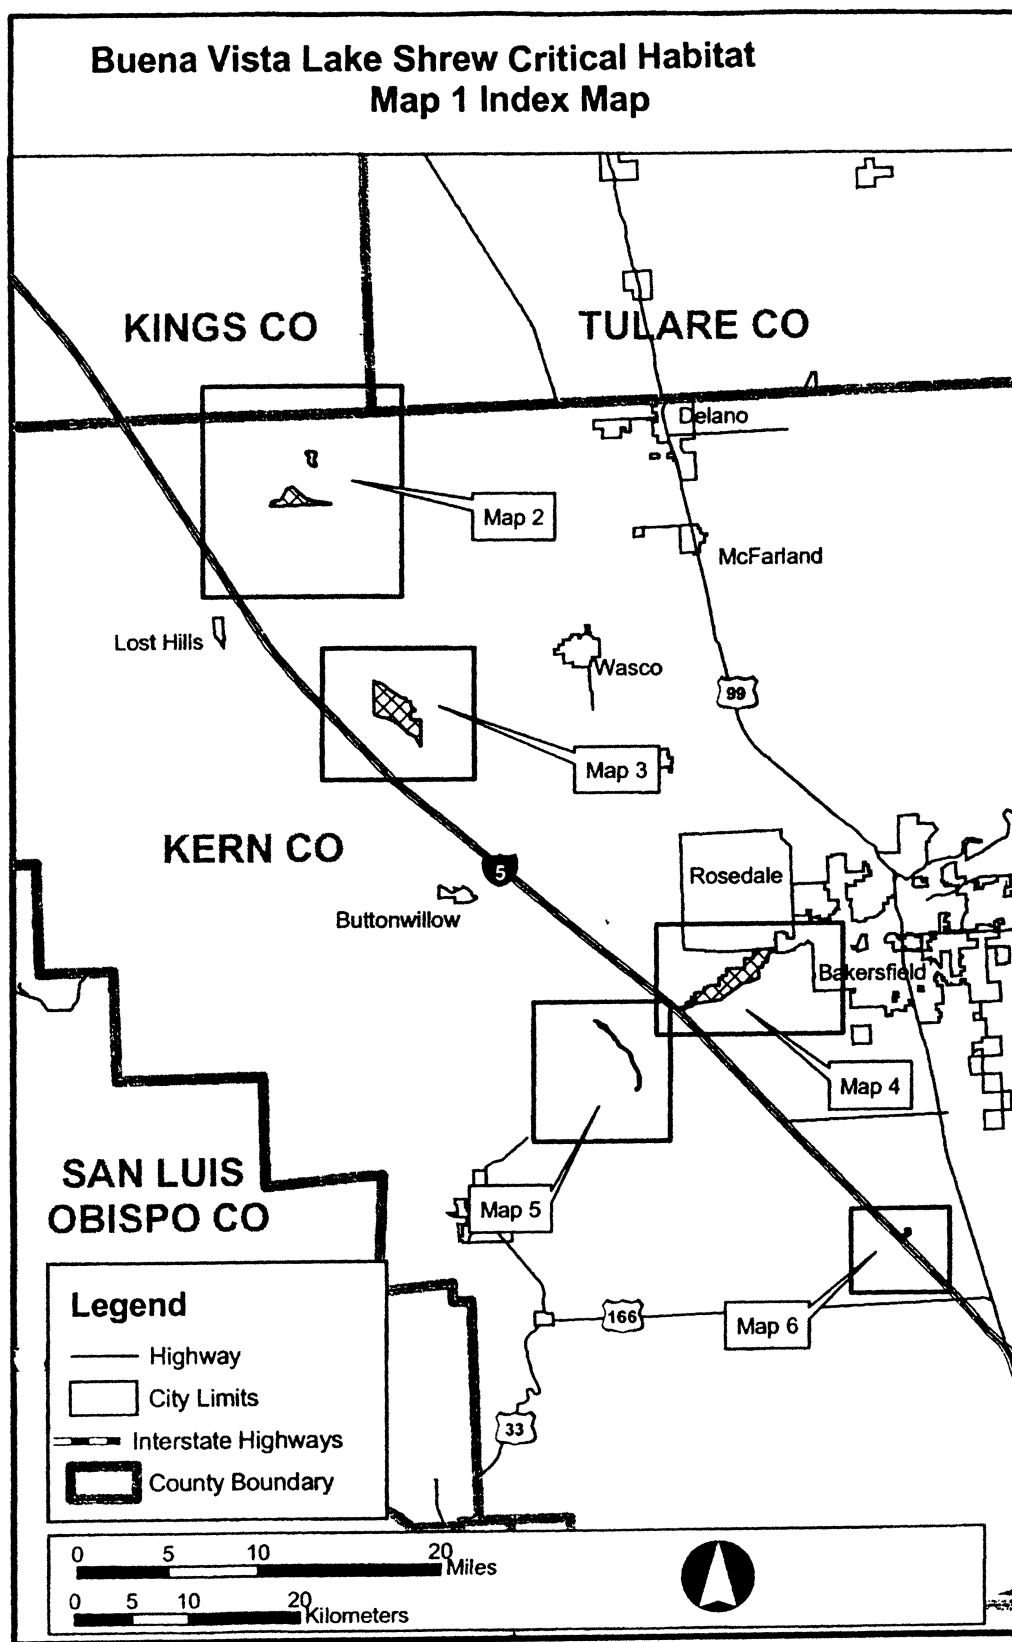 Buena Vista Lake Shrew Critical Habitat
Map 1 Index Map
KINGS CO
TULARE CO
Delano
Map 2
McFarland
Lost Hills
Wasco
99
Map 3
KERN CO
5
Rosedale
Buttonwillow
Bakersfield
Map 4
SAN LUIS
OBISPO CO
Map 5
Legend
166
Map 6
Highway
City Limits
33
Interstate Highways
County Boundary
0 5 10 20
Miles
0 5 10 20
Kilometers